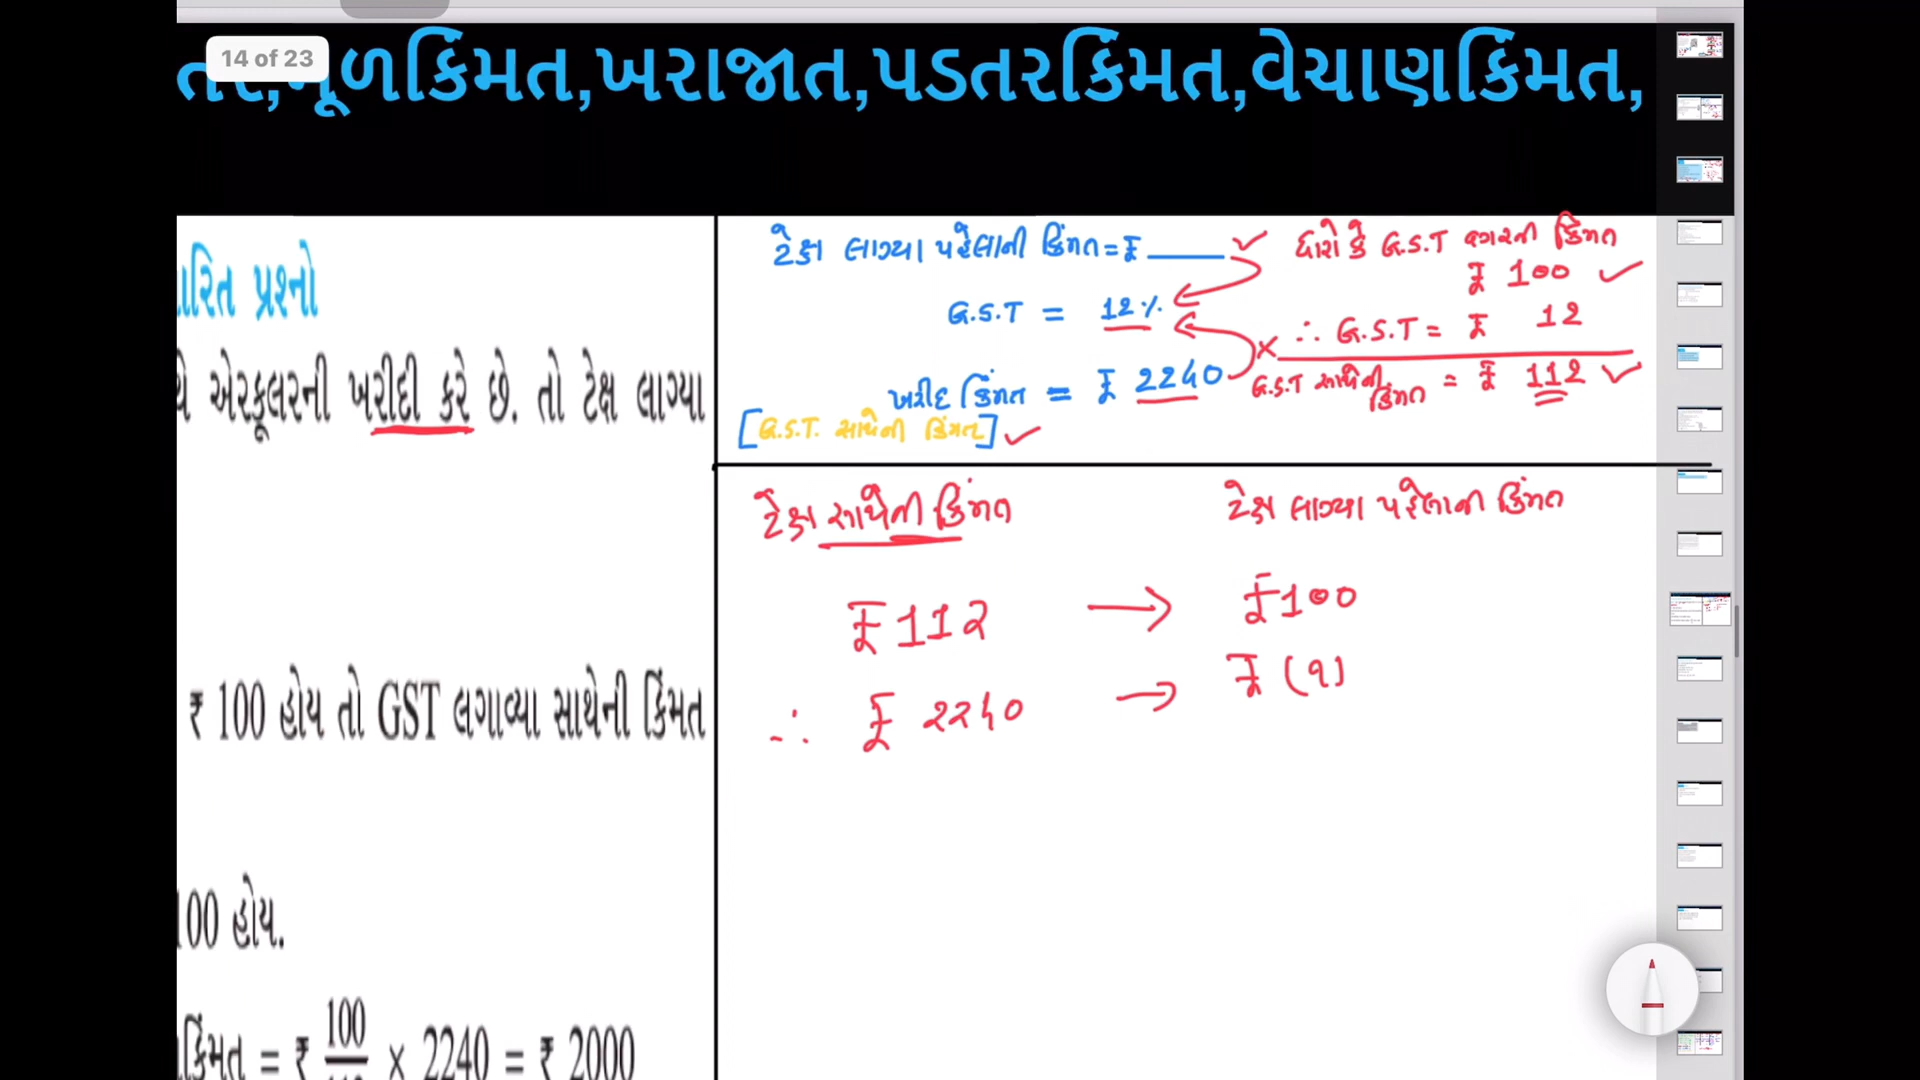 14 of 23
મૂળકિંમત,ખરાજાત,પડતરકિંમત,વેચાણકિંમત,
ારિત પ્રશ્નો
થે એરકૂલરની ખરીદી કરે છે. તો ટેક્ષ લાગ્યા
₹ 100 હોય તો GST લગાવ્યા સાથેની કિંમત
100 હોય.
કિંમત = ₹ 100 × 2240 = ₹ 2000
ટેક્ષ લાગ્યા પહેલાની કિંમત = ₹ ______
G.S.T = 12%
ખરીદ કિંમત = ₹ 2240
[G.S.T. સાથેની કિંમત]
ધારો કે G.S.T વગરની કિંમત
₹ 100
∴ G.S.T = ₹ 12
G.S.T સાથેની કિંમત = ₹ 112
ટેક્ષ સાથેની કિંમત ટેક્ષ લાગ્યા પહેલાની કિંમત
₹ 112 → ₹ 100
∴ ₹ 2240 → ₹ (?)